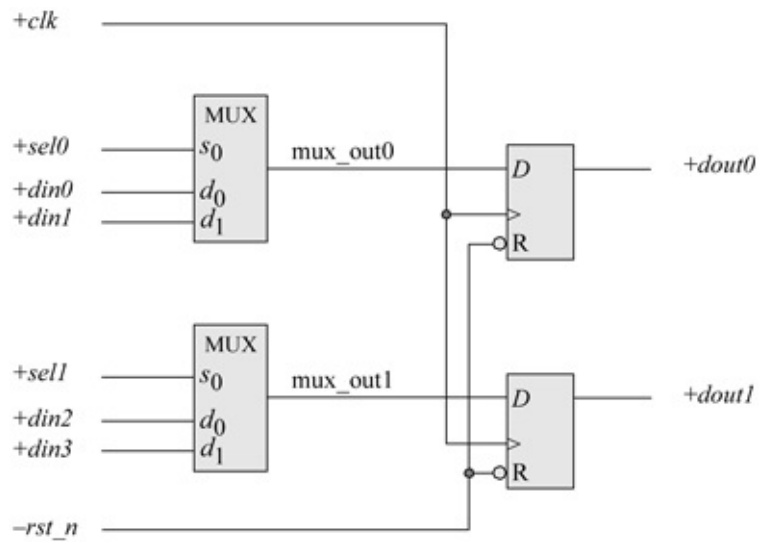 +clk
MUX
+sel0 s0 mux_out0
D +dout0
+din0 d0
+din1 d1
R
MUX
+sel1 s0 mux_out1
D +dout1
+din2 d0
+din3 d1
R
–rst_n